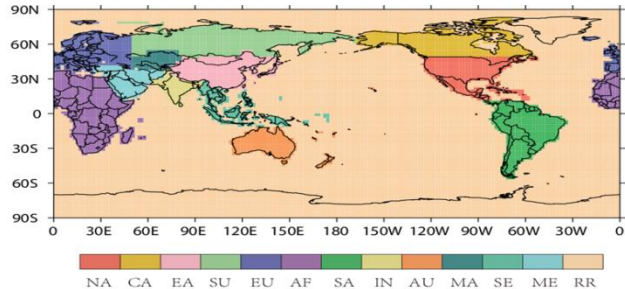 90N
60N
30N
0
30S
60S
90S
0 30E 60E 90E 120E 150E 180 150W 120W 90W 60W 30W 0
NA CA EA SU EU AF SA IN AU MA SE ME RR